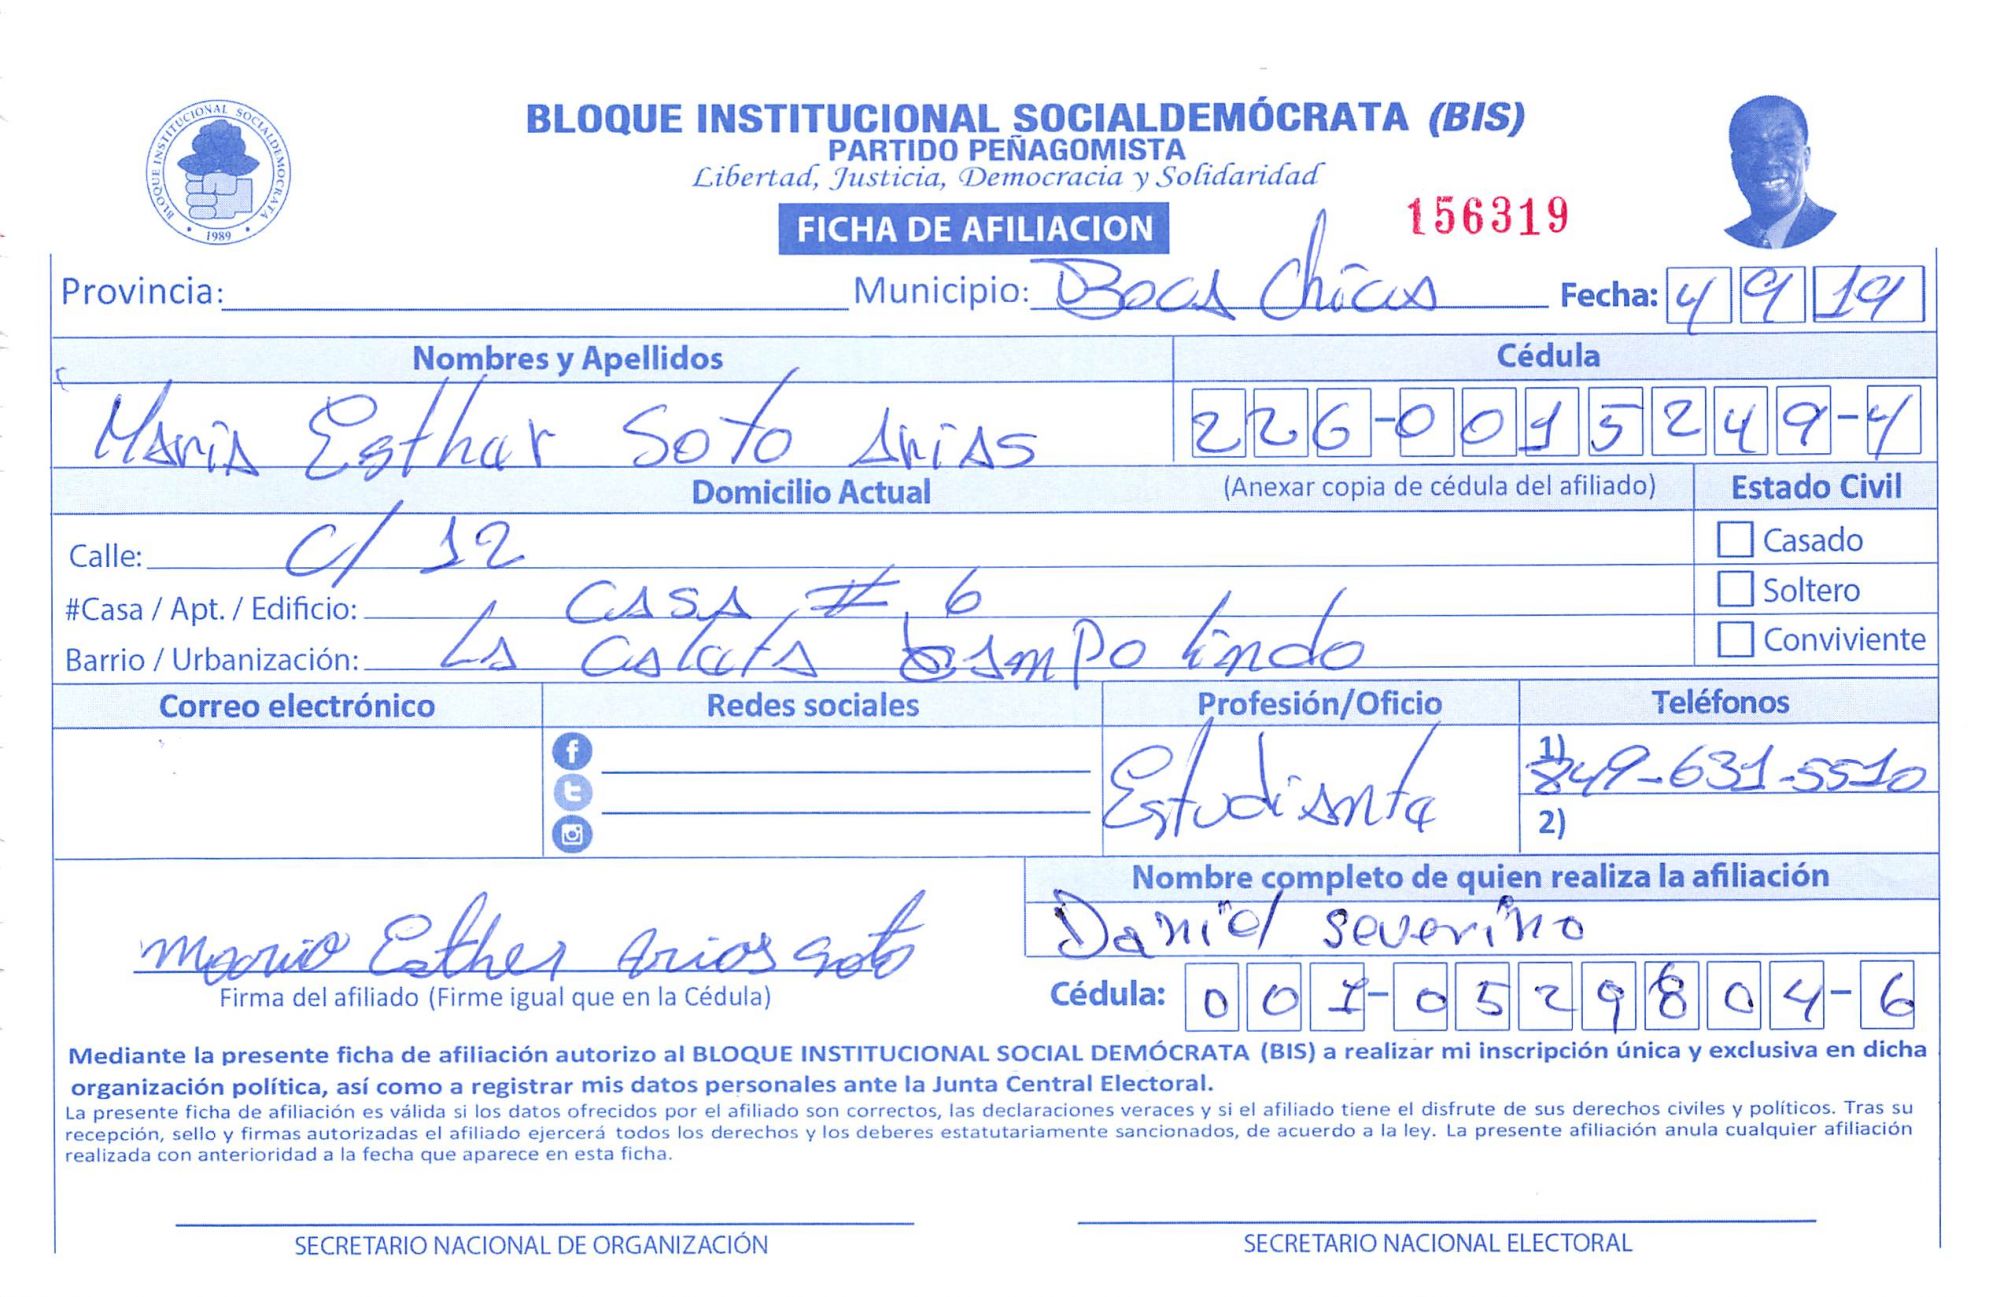 BLOQUE INSTITUCIONAL SOCIALDEMOCRATA
1989
BLOQUE INSTITUCIONAL SOCIALDEMÓCRATA (BIS)
PARTIDO PEÑAGOMISTA
Libertad, Justicia, Democracia y Solidaridad
FICHA DE AFILIACION 156319
Provincia: Municipio: Boca Chica Fecha: 4 9 19
Nombres y Apellidos Cédula
Maria Esther Soto Arias 226-0015249-4
Domicilio Actual (Anexar copia de cédula del afiliado) Estado Civil
Calle: C/ 12 Casado
#Casa / Apt. / Edificio: CASA # 6 Soltero
Barrio / Urbanización: La Caleta Campo lindo Conviviente
Correo electrónico Redes sociales Profesión/Oficio Teléfonos
Estudiante 1) 849-631-5510
2)
Nombre completo de quien realiza la afiliación
Daniel Severino
Maria Esther Arias Soto
Firma del afiliado (Firme igual que en la Cédula) Cédula: 001-0529804-6
Mediante la presente ficha de afiliación autorizo al BLOQUE INSTITUCIONAL SOCIAL DEMÓCRATA (BIS) a realizar mi inscripción única y exclusiva en dicha
organización política, así como a registrar mis datos personales ante la Junta Central Electoral.
La presente ficha de afiliación es válida si los datos ofrecidos por el afiliado son correctos, las declaraciones veraces y si el afiliado tiene el disfrute de sus derechos civiles y políticos. Tras su
recepción, sello y firmas autorizadas el afiliado ejercerá todos los derechos y los deberes estatutariamente sancionados, de acuerdo a la ley. La presente afiliación anula cualquier afiliación
realizada con anterioridad a la fecha que aparece en esta ficha.
SECRETARIO NACIONAL DE ORGANIZACIÓN SECRETARIO NACIONAL ELECTORAL